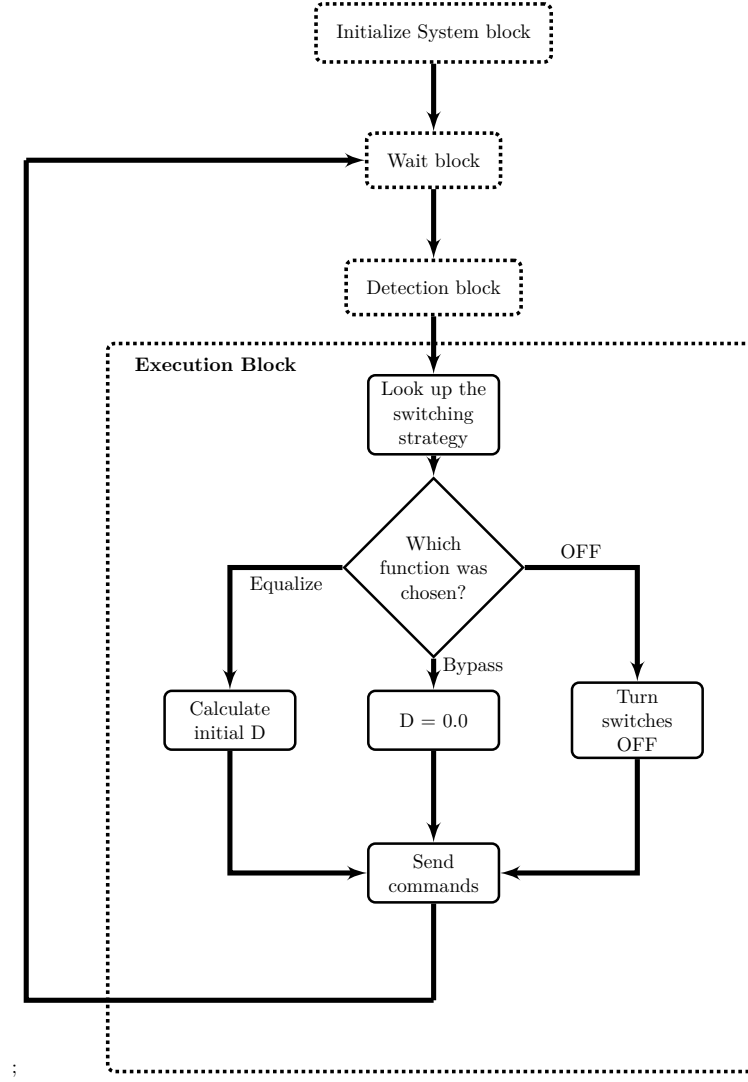 Initialize System block
Wait block
Detection block
Execution Block
Look up the
switching
strategy
Which
function was
chosen?
Equalize
OFF
Bypass
Calculate
initial D
D = 0.0
Turn
switches
OFF
Send
commands
;